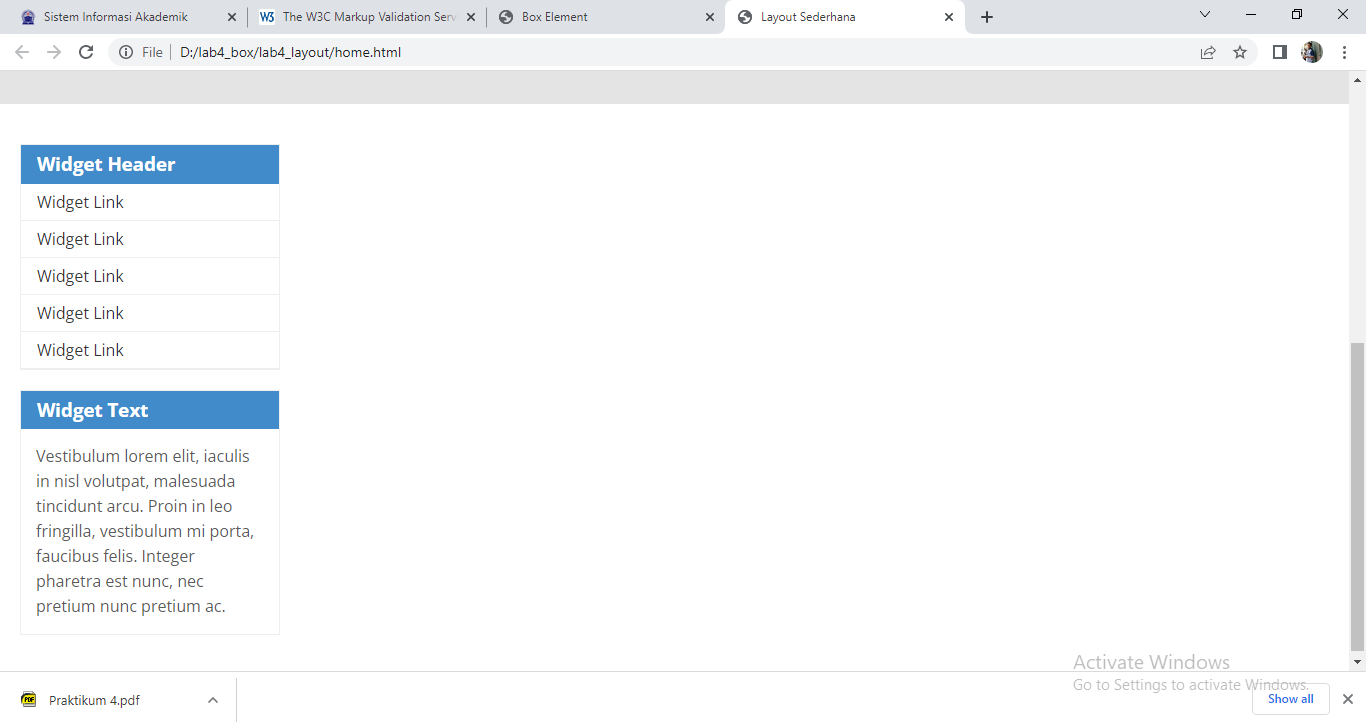 Sistem Informasi Akademik
W3 The W3C Markup Validation Serv
Box Element
Layout Sederhana
File D:/lab4_box/lab4_layout/home.html
Widget Header
Widget Link
Widget Link
Widget Link
Widget Link
Widget Link
Widget Text
Vestibulum lorem elit, iaculis
in nisl volutpat, malesuada
tincidunt arcu. Proin in leo
fringilla, vestibulum mi porta,
faucibus felis. Integer
pharetra est nunc, nec
pretium nunc pretium ac.
Activate Windows
Go to Settings to activate Windows.
PDF Praktikum 4.pdf
Show all